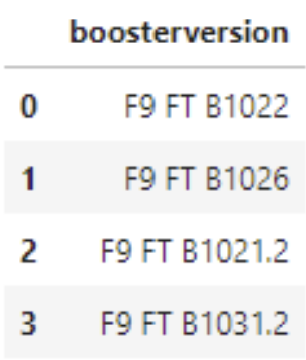 boosterversion
0 F9 FT B1022
1 F9 FT B1026
2 F9 FT B1021.2
3 F9 FT B1031.2